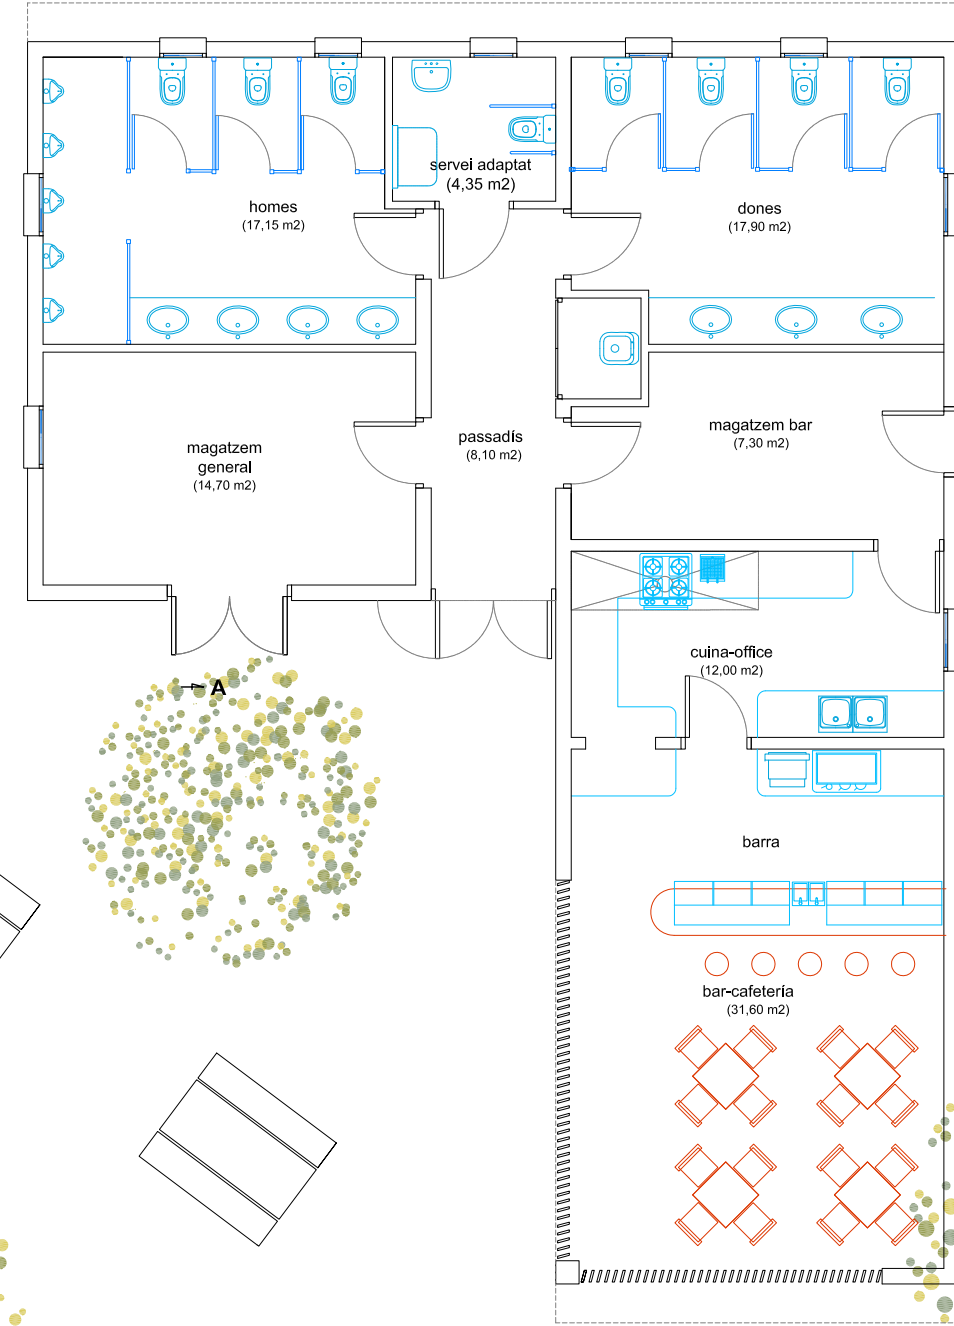 servei adaptat
(4,35 m2)
homes
(17,15 m2)
dones
(17,90 m2)
magatzem
general
(14,70 m2)
passadís
(8,10 m2)
magatzem bar
(7,30 m2)
cuina-office
(12,00 m2)
A
barra
bar-cafetería
(31,60 m2)